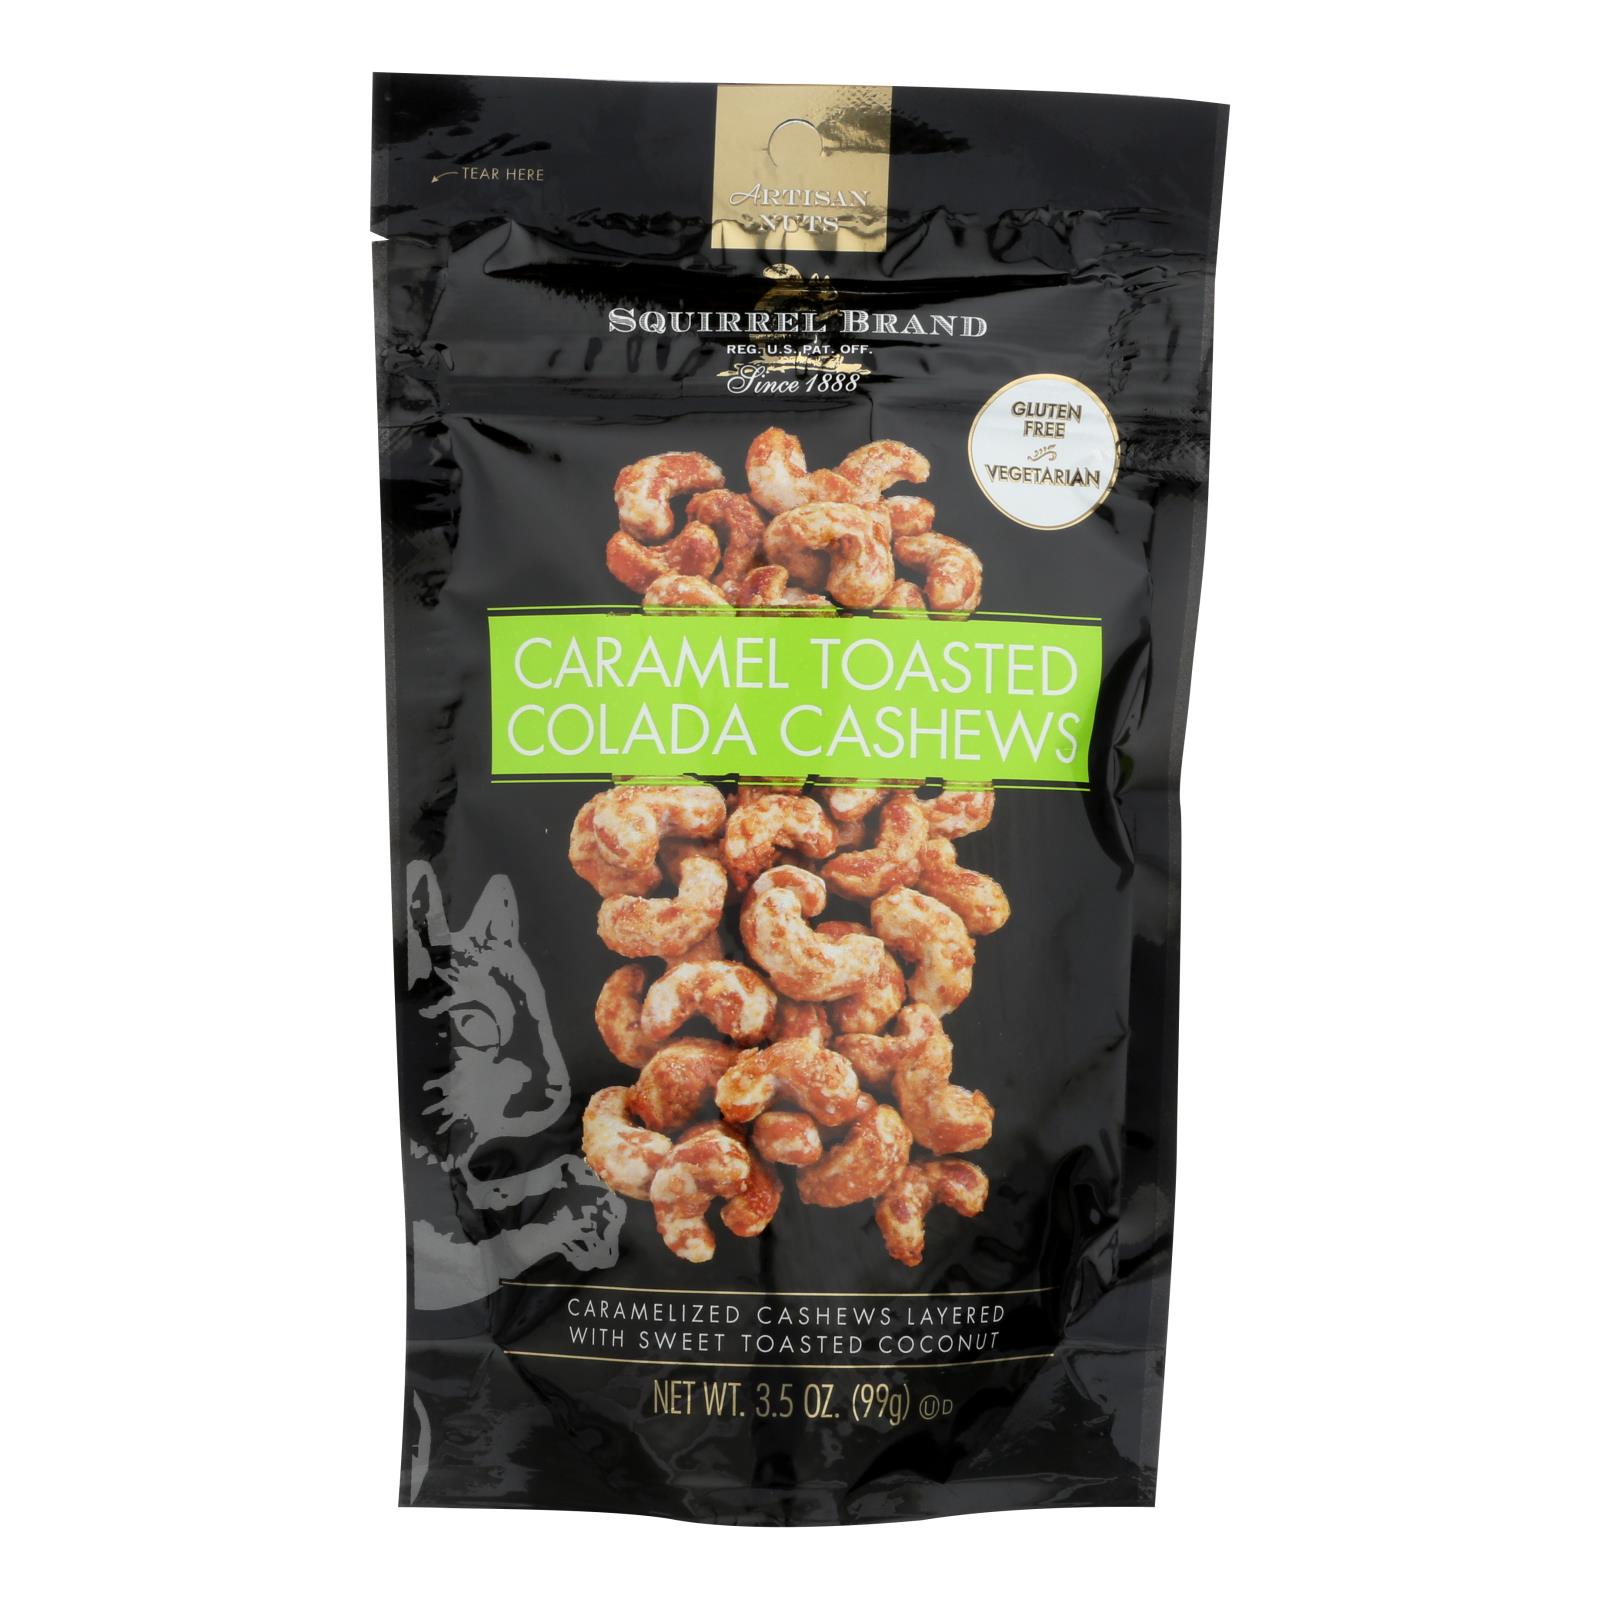 TEAR HERE
ARTISAN
NUTS
SQUIRREL BRAND
REG. U.S. PAT. OFF.
Since 1888
GLUTEN
FREE
VEGETARIAN
CARAMEL TOASTED
COLADA CASHEWS
CARAMELIZED CASHEWS LAYERED
WITH SWEET TOASTED COCONUT
NET WT. 3.5 OZ. (99g) Ⓤ D